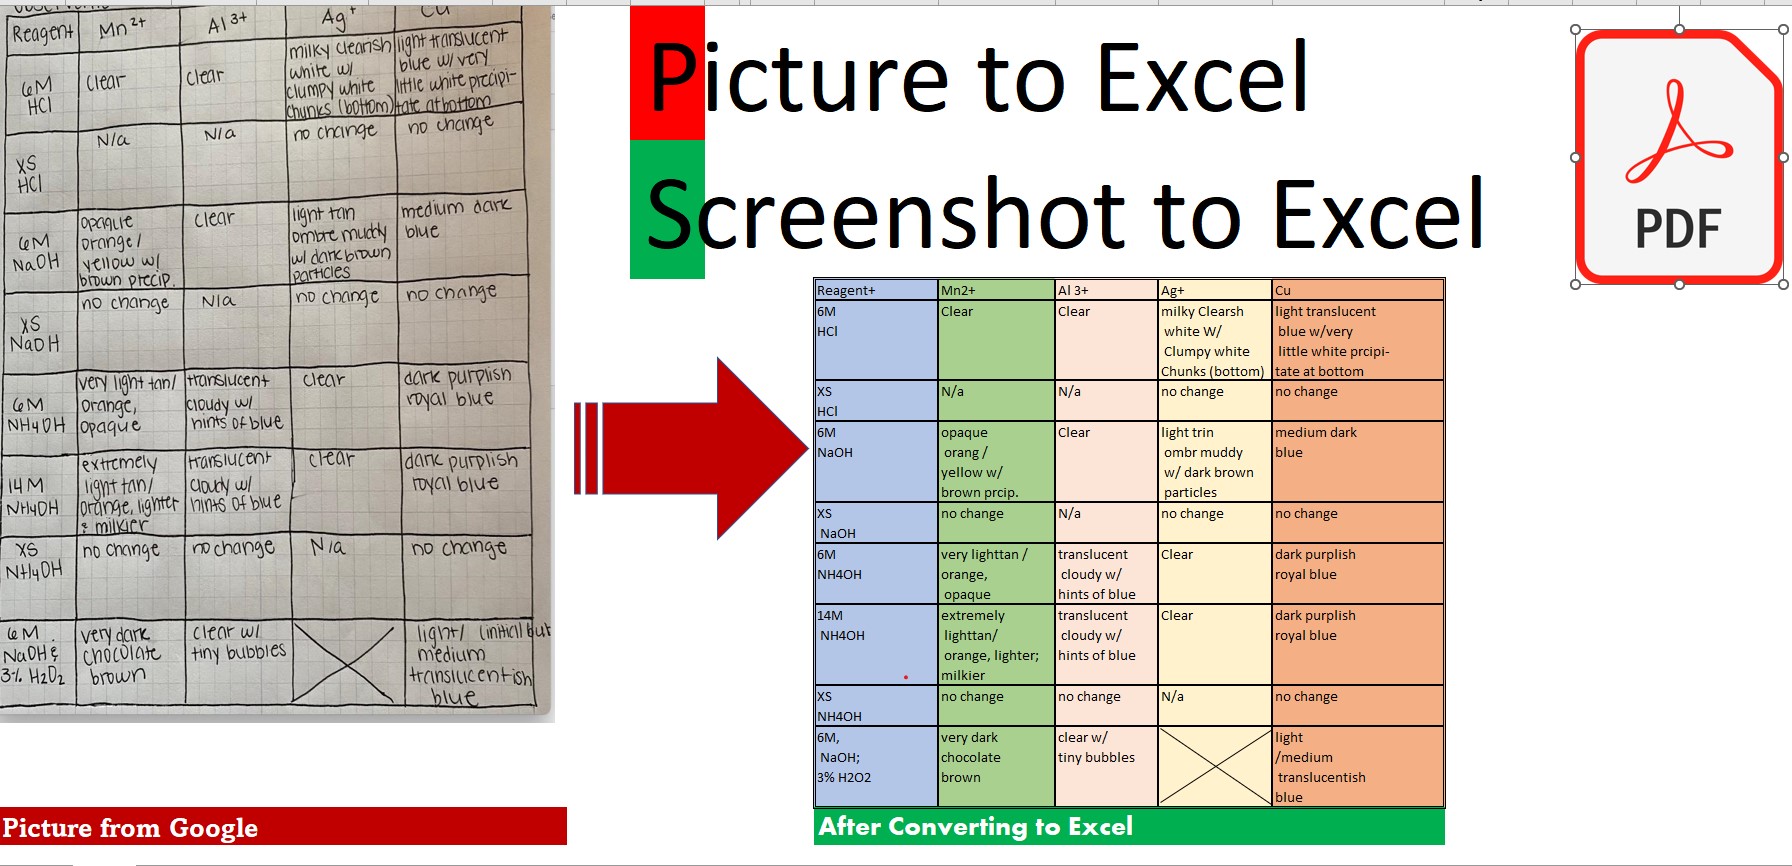 Reagent
Mn2+
Al 3+
Ag+
Cu
6M
HCl
clear
clear
milky clearish
white w/
clumpy white
chunks (bottom)
light translucent
blue w/ very
little white prcipi-
tate at bottom
XS
HCl
N/a
N/a
no change
no change
6M
NaOH
opaque
orange/
yellow w/
brown precip.
clear
light tan
ombre muddy
w/ dark brown
particles
medium dark
blue
XS
NaOH
no change
N/a
no change
no change
6M
NH4OH
very light tan/
orange,
opaque
translucent
cloudy w/
hints of blue
clear
dark purplish
royal blue
14M
NH4OH
extremely
light tan/
orange, lighter
& milkier
translucent
cloudy w/
hints of blue
clear
dark purplish
royal blue
XS
NH4OH
no change
no change
N/a
no change
6M
NaOH &
3% H2O2
very dark
chocolate
brown
clear w/
tiny bubbles
light/ (initial but
medium
translucentish
blue
Picture from Google
Picture to Excel
Screenshot to Excel
PDF
Reagent+
Mn2+
Al 3+
Ag+
Cu
6M
HCl
Clear
Clear
milky Clearsh
white W/
Clumpy white
Chunks (bottom)
light translucent
blue w/very
little white prcipi-
tate at bottom
XS
HCl
N/a
N/a
no change
no change
6M
NaOH
opaque
orang /
yellow w/
brown prcip.
Clear
light trin
ombr muddy
w/ dark brown
particles
medium dark
blue
XS
NaOH
no change
N/a
no change
no change
6M
NH4OH
very lighttan /
orange,
opaque
translucent
cloudy w/
hints of blue
Clear
dark purplish
royal blue
14M
NH4OH
extremely
lighttan/
orange, lighter;
milkier
translucent
cloudy w/
hints of blue
Clear
dark purplish
royal blue
XS
NH4OH
no change
no change
N/a
no change
6M,
NaOH;
3% H2O2
very dark
chocolate
brown
clear w/
tiny bubbles
light
/medium
translucentish
blue
After Converting to Excel